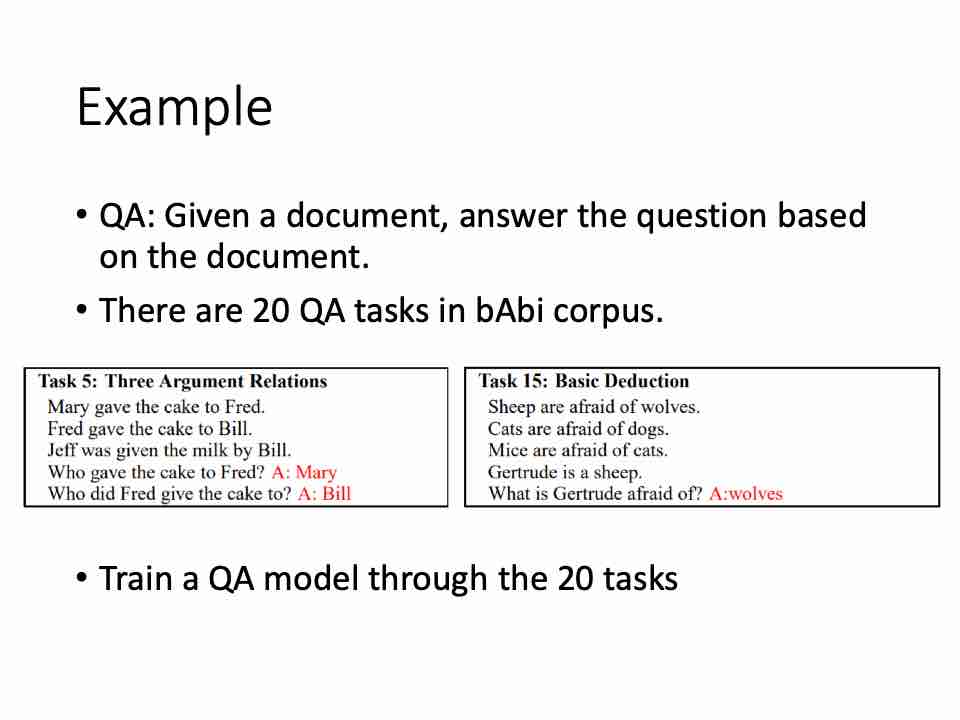 Example
• QA: Given a document, answer the question based
on the document.
• There are 20 QA tasks in bAbi corpus.
Task 5: Three Argument Relations
Mary gave the cake to Fred.
Fred gave the cake to Bill.
Jeff was given the milk by Bill.
Who gave the cake to Fred? A: Mary
Who did Fred give the cake to? A: Bill
Task 15: Basic Deduction
Sheep are afraid of wolves.
Cats are afraid of dogs.
Mice are afraid of cats.
Gertrude is a sheep.
What is Gertrude afraid of? A:wolves
• Train a QA model through the 20 tasks